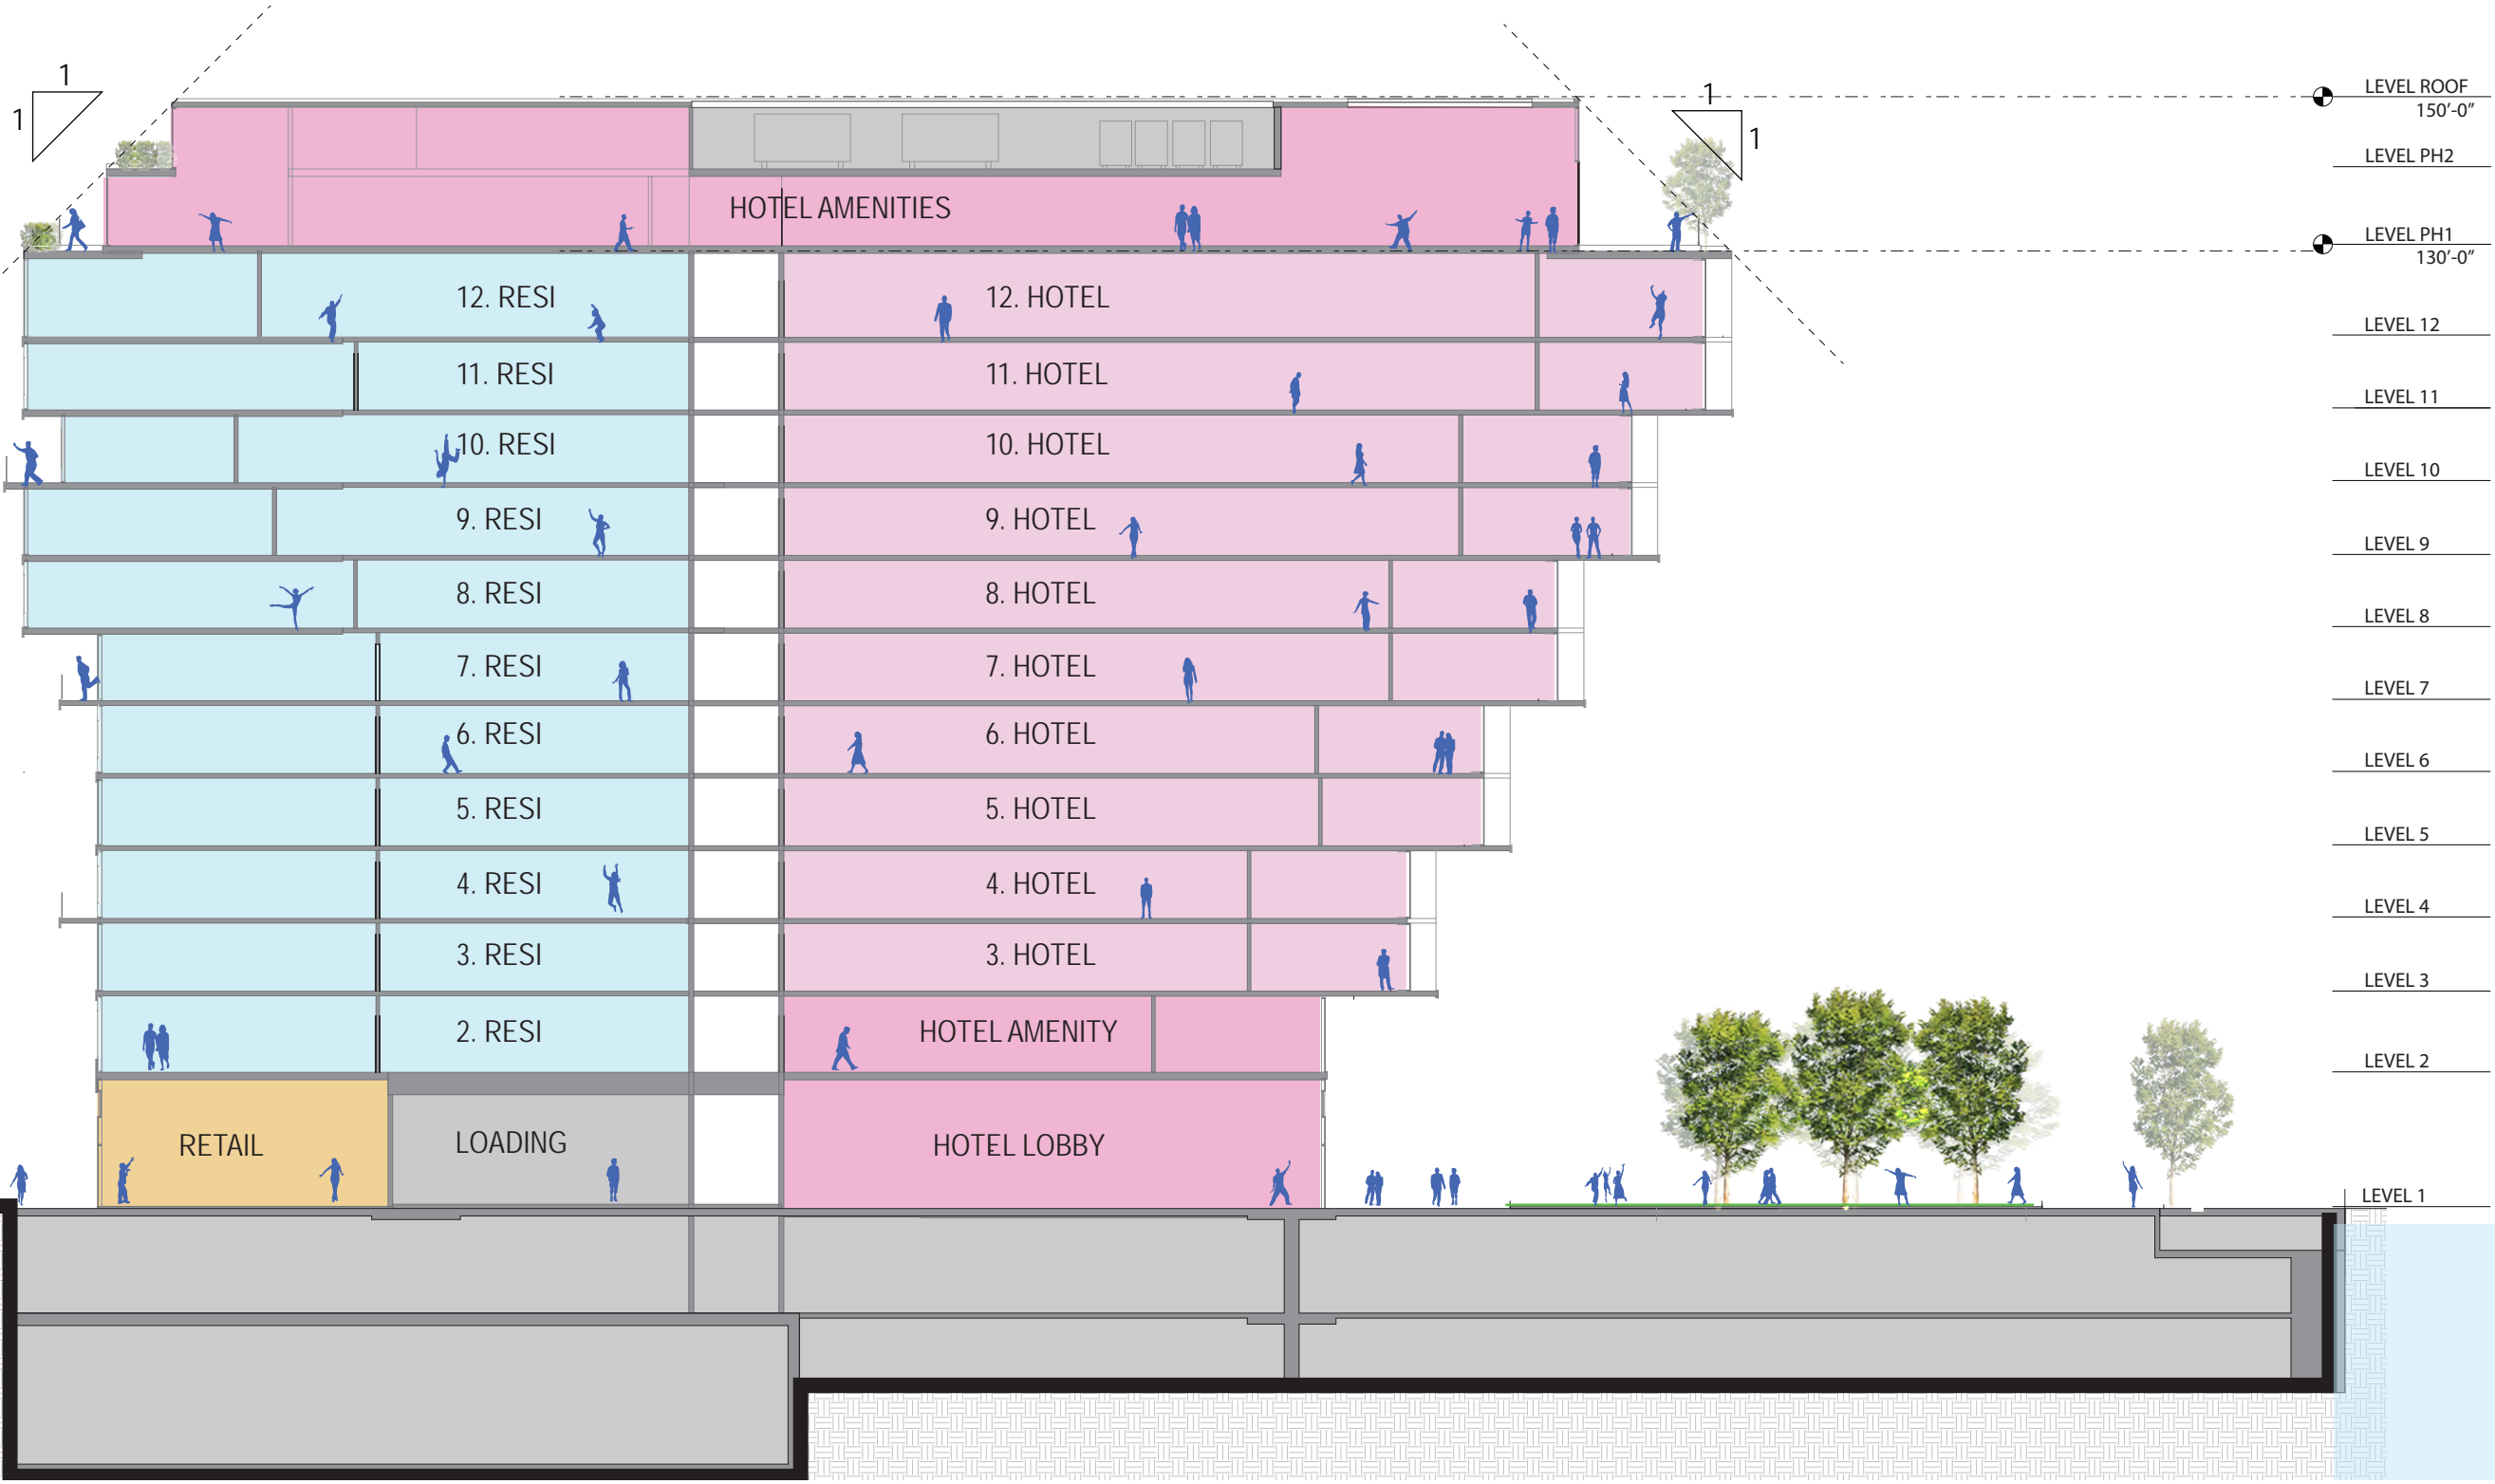 1
1
1
1
LEVEL ROOF
150'-0"
LEVEL PH2
HOTEL AMENITIES
LEVEL PH1
130'-0"
12. RESI
12. HOTEL
LEVEL 12
11. RESI
11. HOTEL
LEVEL 11
10. RESI
10. HOTEL
LEVEL 10
9. RESI
9. HOTEL
LEVEL 9
8. RESI
8. HOTEL
LEVEL 8
7. RESI
7. HOTEL
LEVEL 7
6. RESI
6. HOTEL
LEVEL 6
5. RESI
5. HOTEL
LEVEL 5
4. RESI
4. HOTEL
LEVEL 4
3. RESI
3. HOTEL
LEVEL 3
2. RESI
HOTEL AMENITY
LEVEL 2
RETAIL
LOADING
HOTEL LOBBY
LEVEL 1